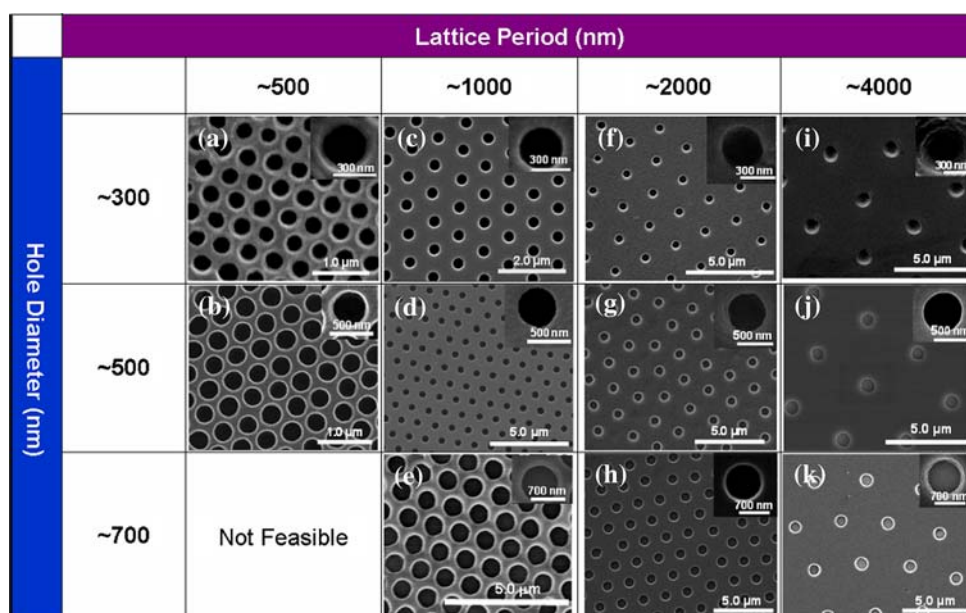 Lattice Period (nm)
~500 ~1000 ~2000 ~4000
Hole Diameter (nm)
~300
(a) 300 nm 1.0 µm
(c) 300 nm 2.0 µm
(f) 300 nm 5.0 µm
(i) 300 nm 5.0 µm
~500
(b) 500 nm 1.0 µm
(d) 500 nm 5.0 µm
(g) 500 nm 5.0 µm
(j) 500 nm 5.0 µm
~700
Not Feasible
(e) 700 nm 5.0 µm
(h) 700 nm 5.0 µm
(k) 700 nm 5.0 µm